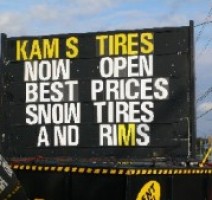 KAM S TIRES
NOW OPEN
BEST PRICES
SNOW TIRES
AND RIMS